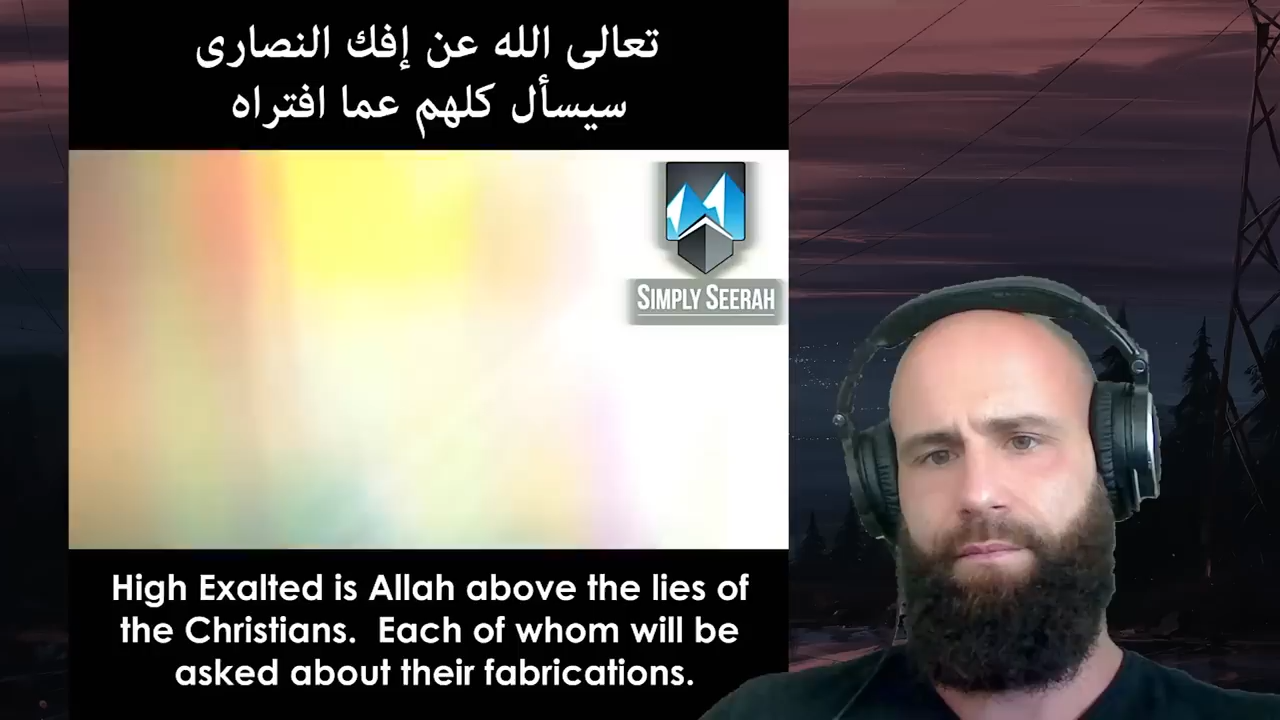 تعالى الله عن إفك النصارى
سيسأل كلهم عما افتراه
SIMPLY SEERAH
High Exalted is Allah above the lies of
the Christians. Each of whom will be
asked about their fabrications.